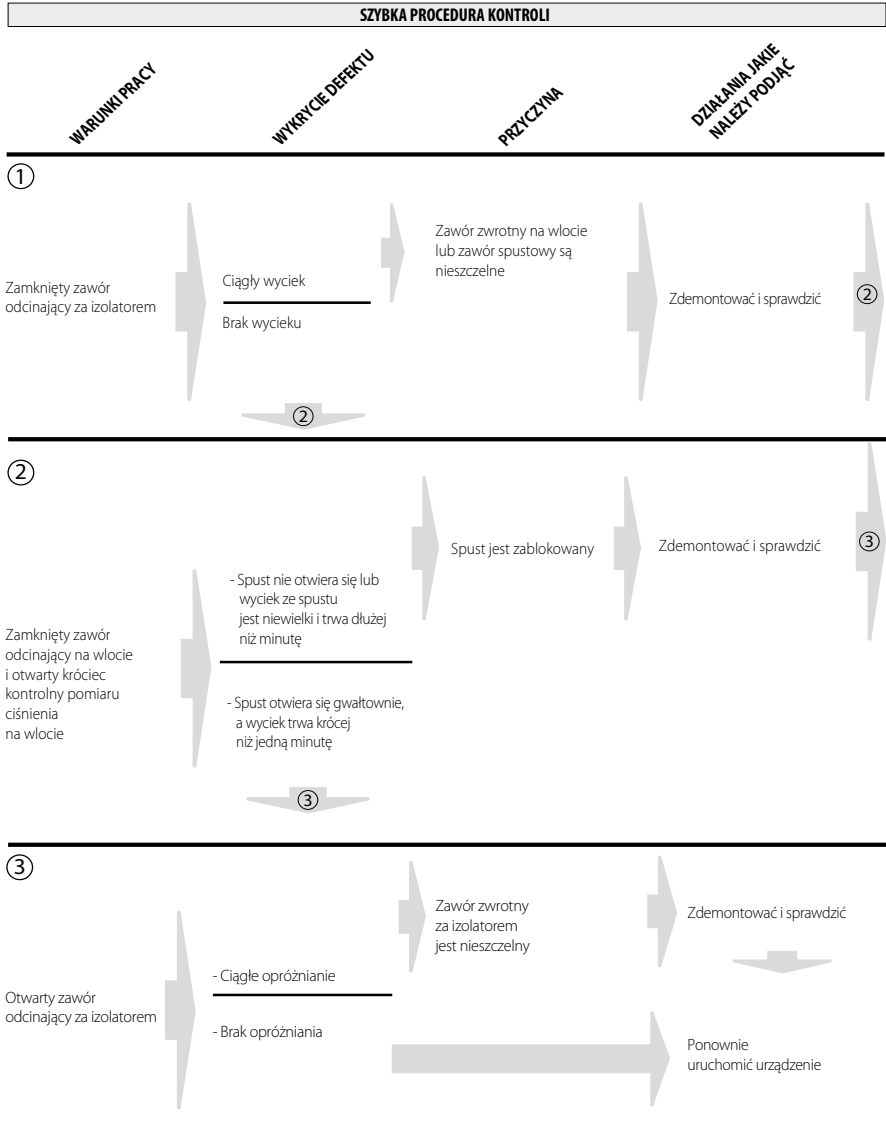 SZYBKA PROCEDURA KONTROLI
WARUNKI PRACY
WYKRYCIE DEFEKTU
PRZYCZYNA
DZIAŁANIA JAKIE
NALEŻY PODJĄĆ
1
Zamknięty zawór
odcinający za izolatorem
Ciągły wyciek
Brak wycieku
2
Zawór zwrotny na wlocie
lub zawór spustowy są
nieszczelne
Zdemontować i sprawdzić
2
2
Zamknięty zawór
odcinający na wlocie
i otwarty króciec
kontrolny pomiaru
ciśnienia
na wlocie
- Spust nie otwiera się lub
wyciek ze spustu
jest niewielki i trwa dłużej
niż minutę
- Spust otwiera się gwałtownie,
a wyciek trwa krócej
niż jedną minutę
3
Spust jest zablokowany
Zdemontować i sprawdzić
3
3
Otwarty zawór
odcinający za izolatorem
- Ciągłe opróżnianie
- Brak opróżniania
Zawór zwrotny
za izolatorem
jest nieszczelny
Zdemontować i sprawdzić
Ponownie
uruchomić urządzenie